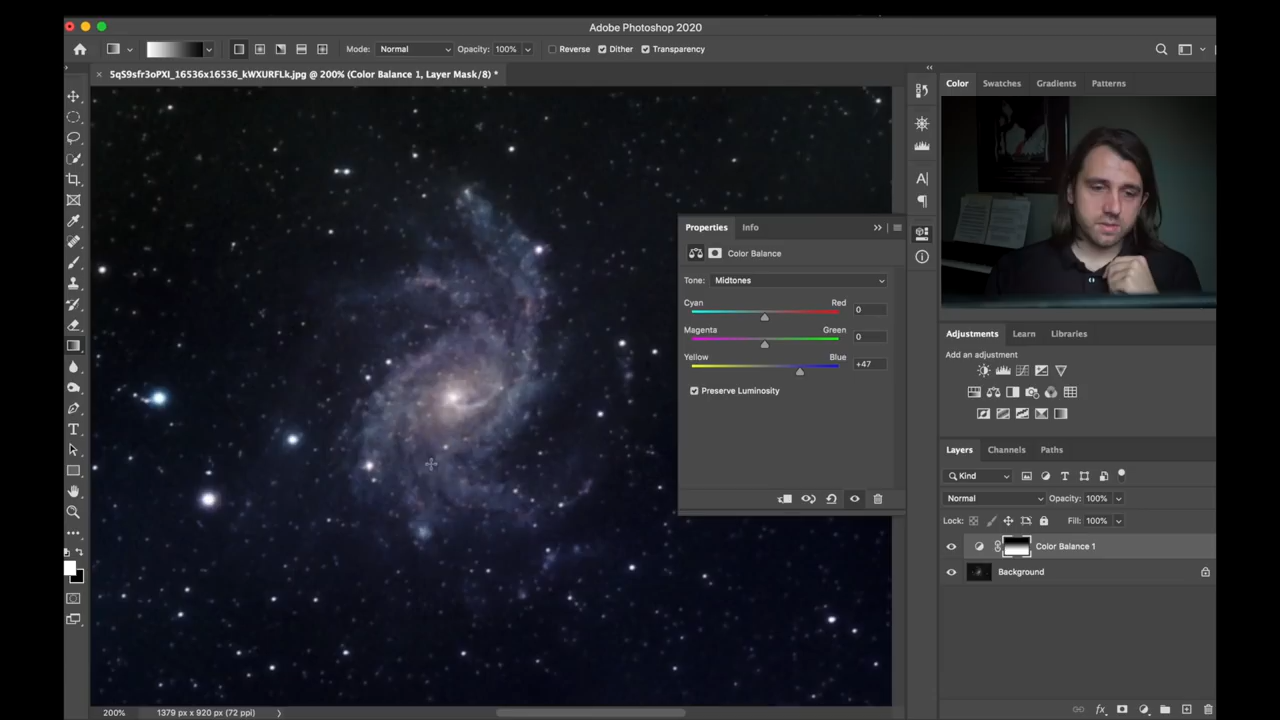 Adobe Photoshop 2020
Mode: Normal Opacity: 100% Reverse Dither Transparency
5qS9sfr3oPXI_16536x16536_kWXURFLk.jpg @ 200% (Color Balance 1, Layer Mask/8) *
Color Swatches Gradients Patterns
Properties Info
Color Balance
Tone: Midtones
Cyan Red 0
Magenta Green 0
Yellow Blue +47
Preserve Luminosity
Adjustments Learn Libraries
Add an adjustment
Layers Channels Paths
Kind
Normal Opacity: 100%
Lock: Fill: 100%
Color Balance 1
Background
200% 1379 px x 920 px (72 ppi)